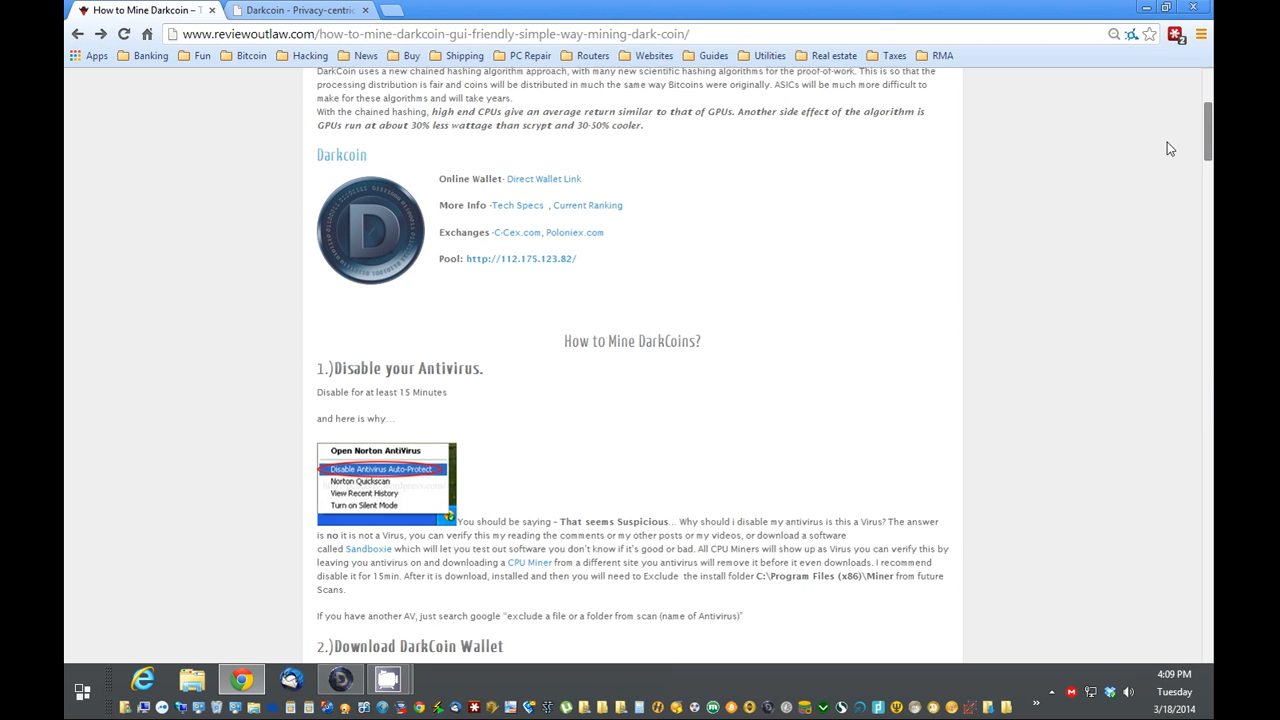 How to Mine Darkcoin – T
Darkcoin - Privacy-centric
www.reviewoutlaw.com/how-to-mine-darkcoin-gui-friendly-simple-way-mining-dark-coin/
2
Apps Banking Fun Bitcoin Hacking News Buy Shipping PC Repair Routers Websites Guides Utilities Real estate Taxes RMA
DarkCoin uses a new chained hashing algorithm approach, with many new scientific hashing algorithms for the proof-of-work. This is so that the
processing distribution is fair and coins will be distributed in much the same way Bitcoins were originally. ASICs will be much more difficult to
make for these algorithms and will take years.
With the chained hashing, high end CPUs give an average return similar to that of GPUs. Another side effect of the algorithm is
GPUs run at about 30% less wattage than scrypt and 30-50% cooler.
Darkcoin
D
Online Wallet- Direct Wallet Link
More Info -Tech Specs , Current Ranking
Exchanges -C-Cex.com, Poloniex.com
Pool: http://112.175.123.82/
How to Mine DarkCoins?
1.)Disable your Antivirus.
Disable for at least 15 Minutes
and here is why...
Open Norton AntiVirus
Disable Antivirus Auto-Protect
Norton Quickscan
View Recent History
Turn on Silent Mode
You should be saying – That seems Suspicious... Why should i disable my antivirus is this a Virus? The answer
is no it is not a Virus, you can verify this my reading the comments or my other posts or my videos, or download a software
called Sandboxie which will let you test out software you don't know if it's good or bad. All CPU Miners will show up as Virus you can verify this by
leaving you antivirus on and downloading a CPU Miner from a different site you antivirus will remove it before it even downloads. I recommend
disable it for 15min. After it is download, installed and then you will need to Exclude the install folder C:\Program Files (x86)\Miner from future
Scans.
If you have another AV, just search google “exclude a file or a folder from scan (name of Antivirus)”
2.)Download DarkCoin Wallet
4:09 PM
Tuesday
3/18/2014